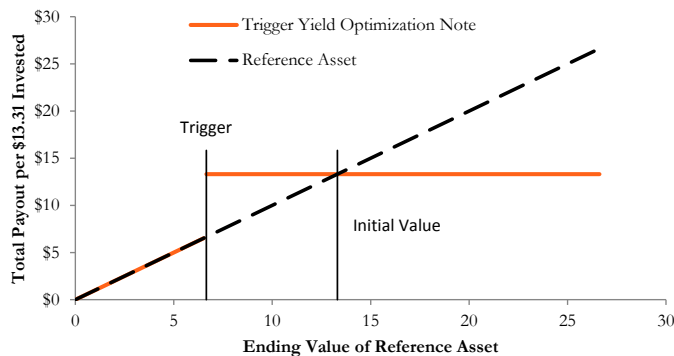 Trigger Yield Optimization Note
Reference Asset
Total Payout per $13.31 Invested
$30
$25
$20
$15
$10
$5
$0
Trigger
Initial Value
0 5 10 15 20 25 30
Ending Value of Reference Asset